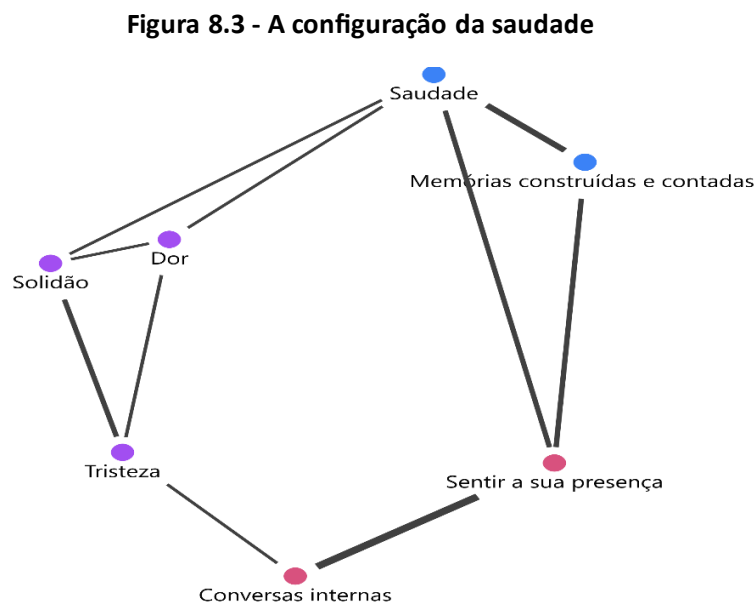 Figura 8.3 - A configuração da saudade
Saudade
Memórias construídas e contadas
Dor
Solidão
Tristeza
Sentir a sua presença
Conversas internas